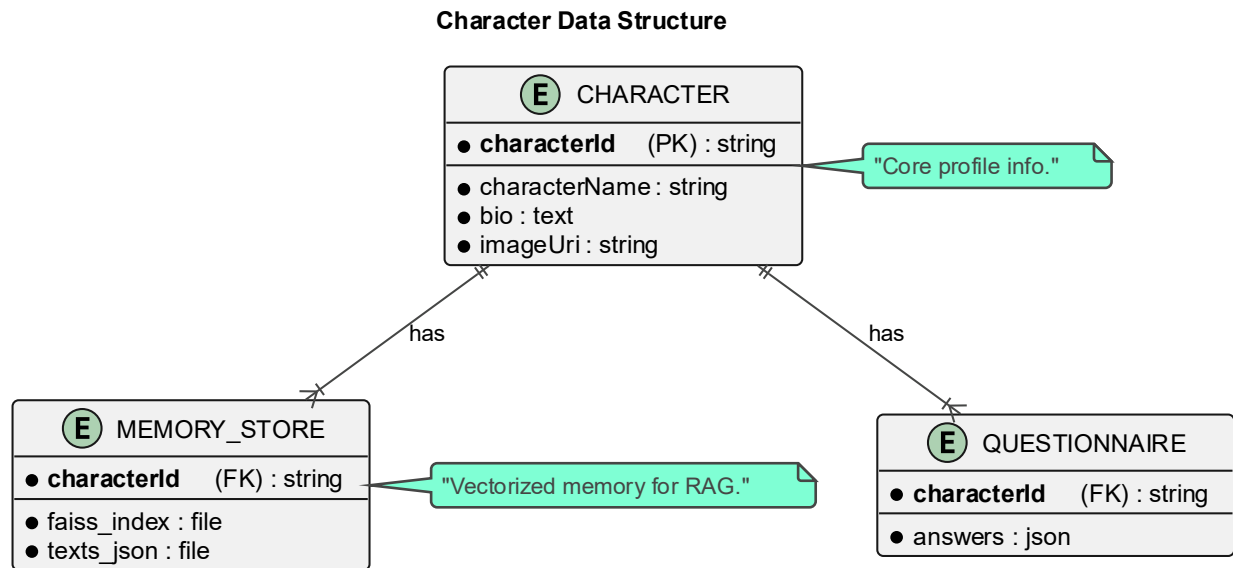 Character Data Structure
E CHARACTER
characterId (PK) : string
"Core profile info."
characterName : string
bio : text
imageUri : string
has
has
E MEMORY_STORE
characterId (FK) : string
"Vectorized memory for RAG."
faiss_index : file
texts_json : file
E QUESTIONNAIRE
characterId (FK) : string
answers : json